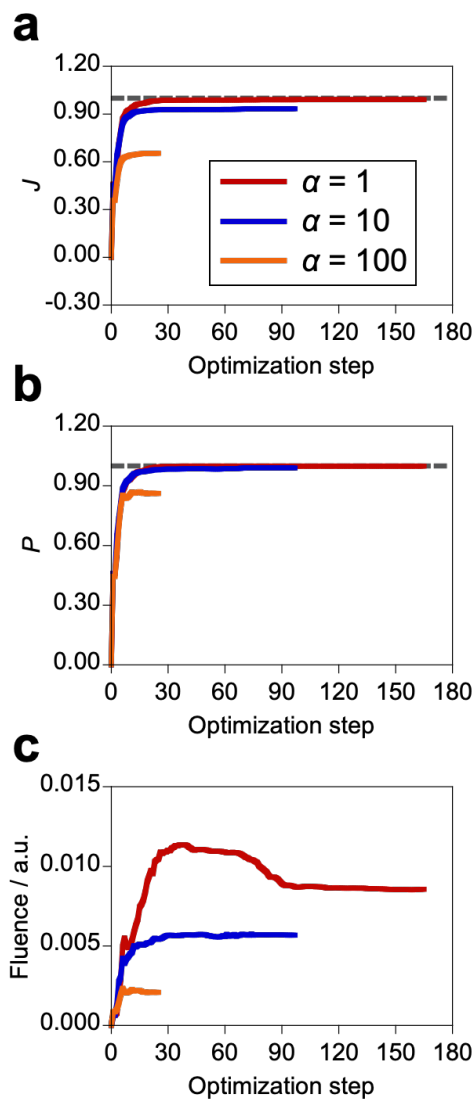 a
1.20
0.90
0.60
0.30
0.00
-0.30
J
α = 1
α = 10
α = 100
0 30 60 90 120 150 180
Optimization step
b
1.20
0.90
0.60
0.30
0.00
P
0 30 60 90 120 150 180
Optimization step
c
0.015
0.010
0.005
0.000
Fluence / a.u.
0 30 60 90 120 150 180
Optimization step